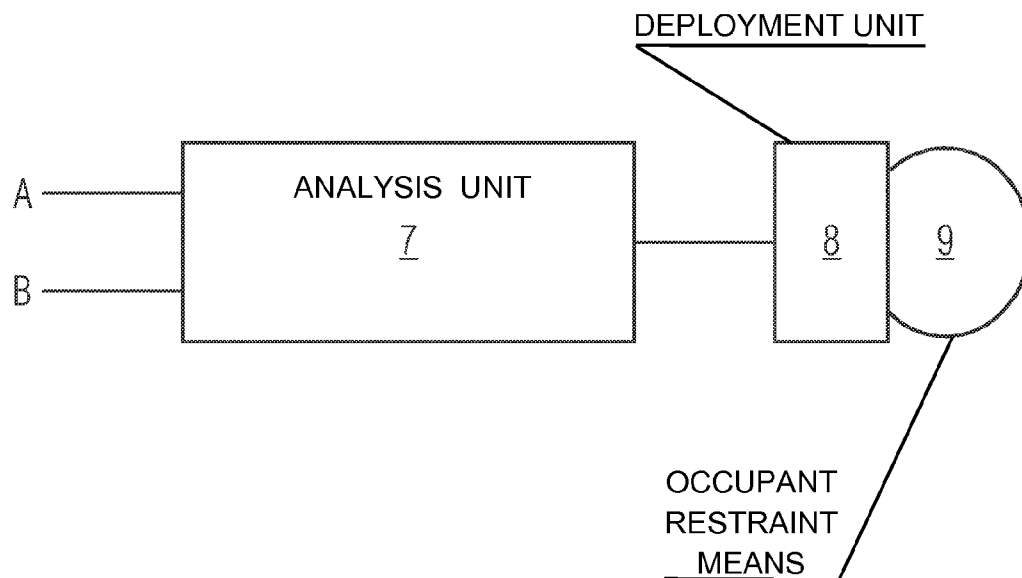 DEPLOYMENT UNIT
ANALYSIS UNIT
A
7
8
9
B
OCCUPANT
RESTRAINT
MEANS